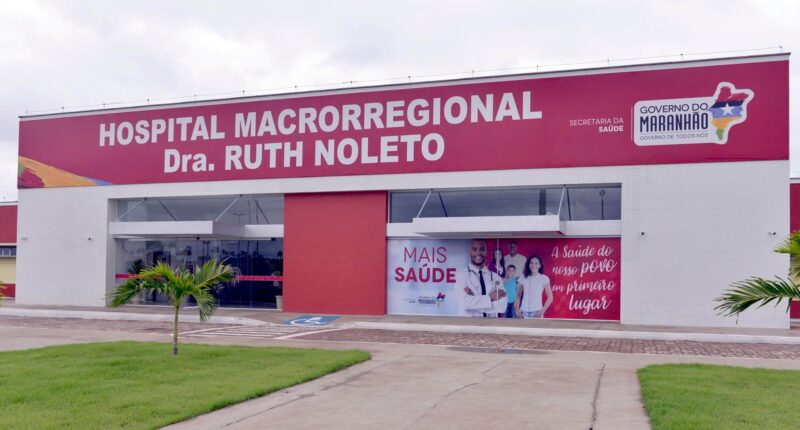 HOSPITAL MACRORREGIONAL
Dra. RUTH NOLETO
SECRETARIA DA
SAÚDE
GOVERNO DO
MARANHÃO
GOVERNO DE TODOS NÓS
MAIS
SAÚDE
A Saúde do
nosso povo
em primeiro
lugar